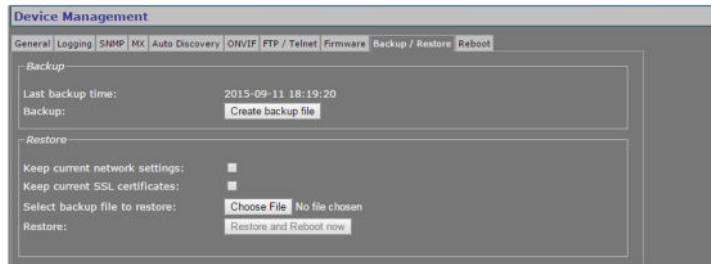 Device Management
General Logging SNMP MX Auto Discovery ONVIF FTP / Telnet Firmware Backup / Restore Reboot
Backup
Last backup time: 2015-09-11 18:19:20
Backup: Create backup file
Restore
Keep current network settings:
Keep current SSL certificates:
Select backup file to restore: Choose File No file chosen
Restore: Restore and Reboot now